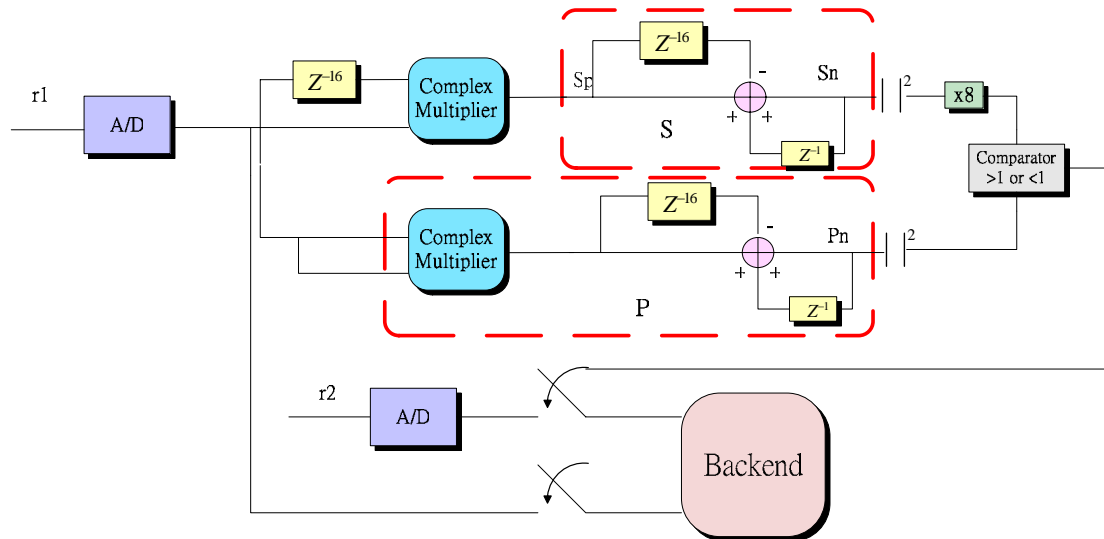 r1
A/D
Z⁻¹⁶
Complex
Multiplier
Sp
Z⁻¹⁶
-
+
+
Sn
S
Z⁻¹
2
x8
Comparator
>1 or <1
Complex
Multiplier
Z⁻¹⁶
-
+
+
Pn
P
Z⁻¹
2
r2
A/D
Backend